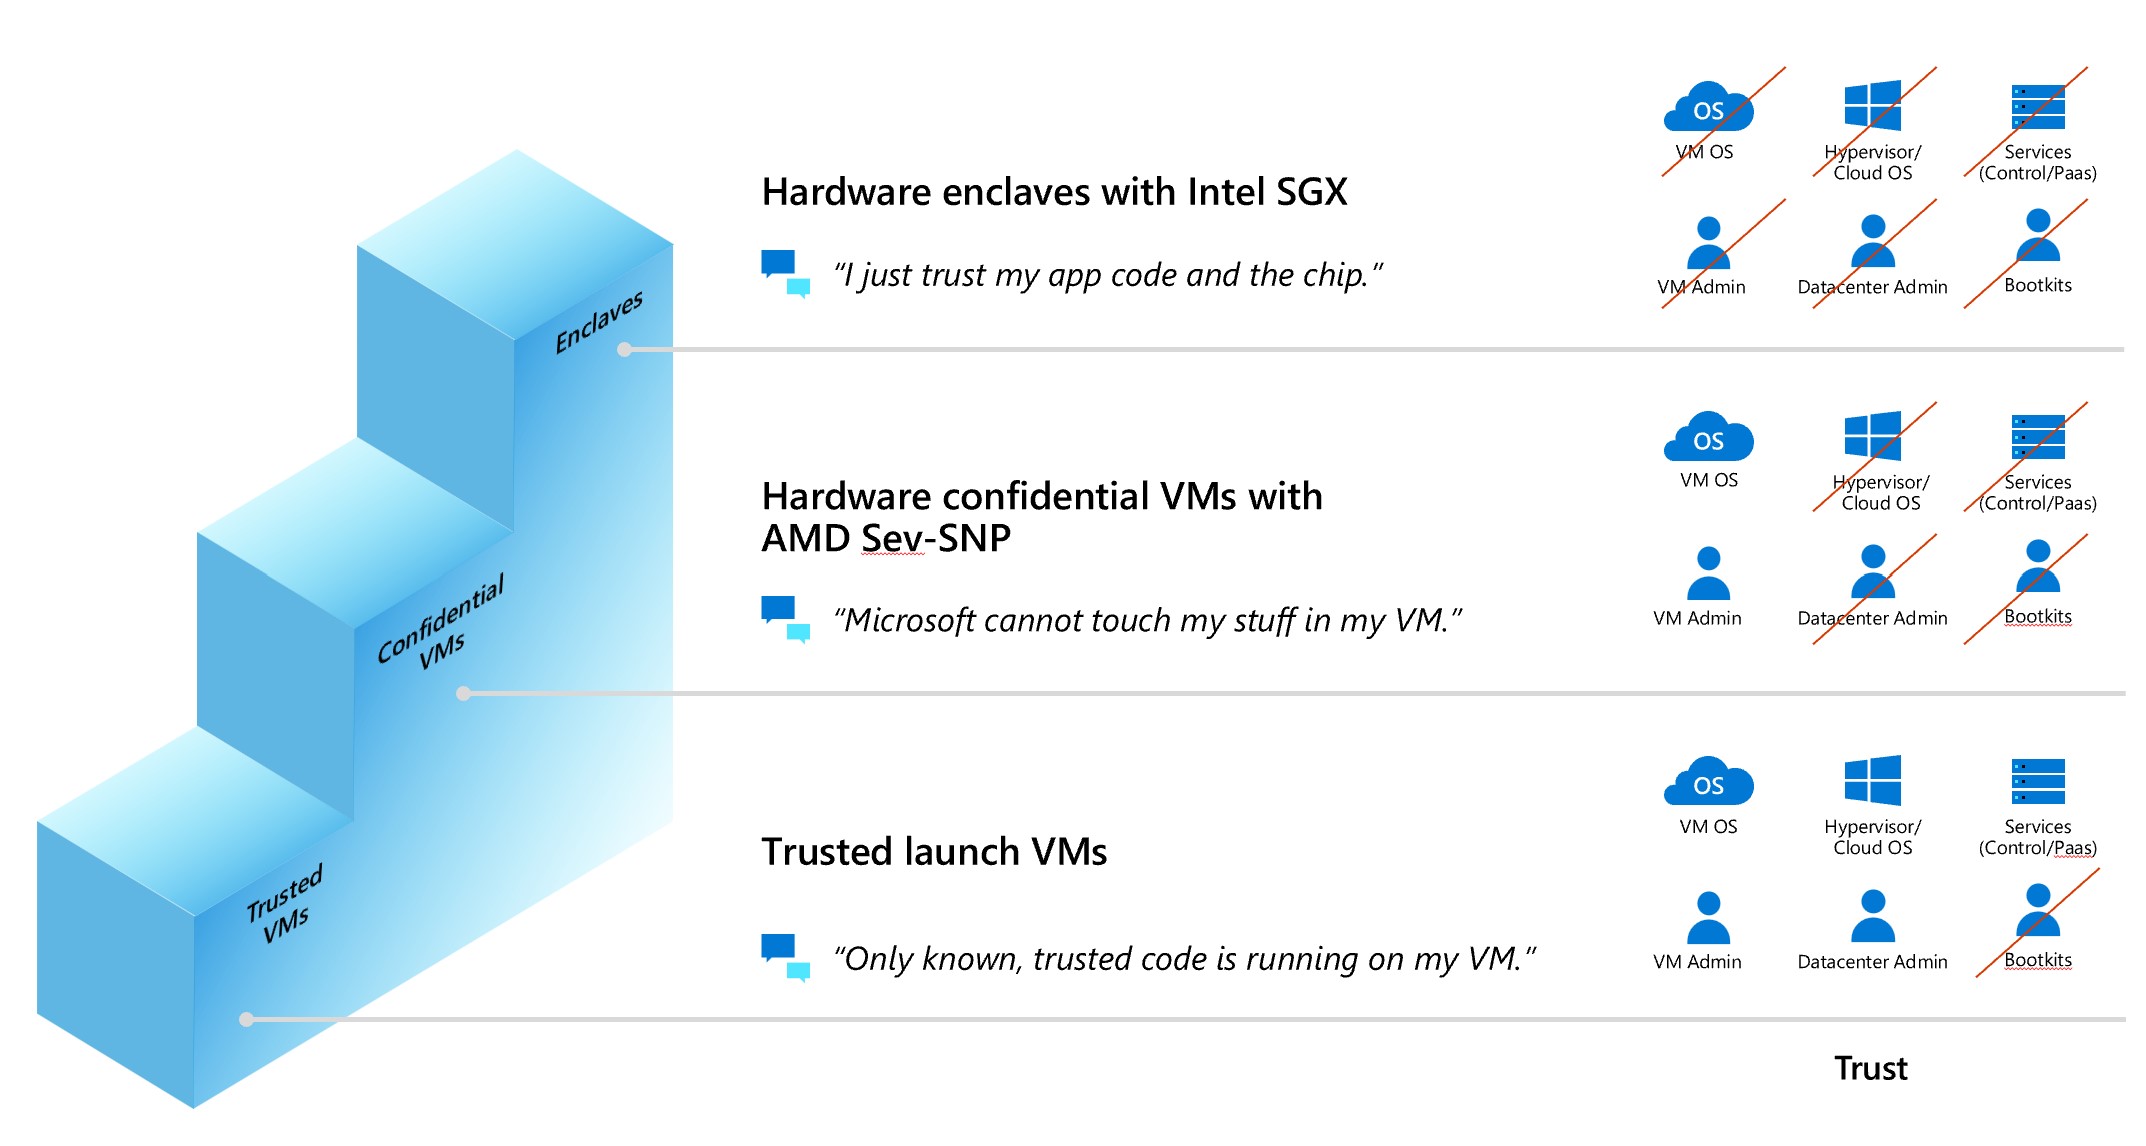 OS
VM OS
Hypervisor/
Cloud OS
Services
(Control/Paas)
Hardware enclaves with Intel SGX
“I just trust my app code and the chip.”
VM Admin
Datacenter Admin
Bootkits
Enclaves
OS
VM OS
Hypervisor/
Cloud OS
Services
(Control/Paas)
Hardware confidential VMs with
AMD Sev-SNP
“Microsoft cannot touch my stuff in my VM.”
VM Admin
Datacenter Admin
Bootkits
Confidential
VMs
OS
VM OS
Hypervisor/
Cloud OS
Services
(Control/Paas)
Trusted launch VMs
“Only known, trusted code is running on my VM.”
VM Admin
Datacenter Admin
Bootkits
Trusted
VMs
Trust